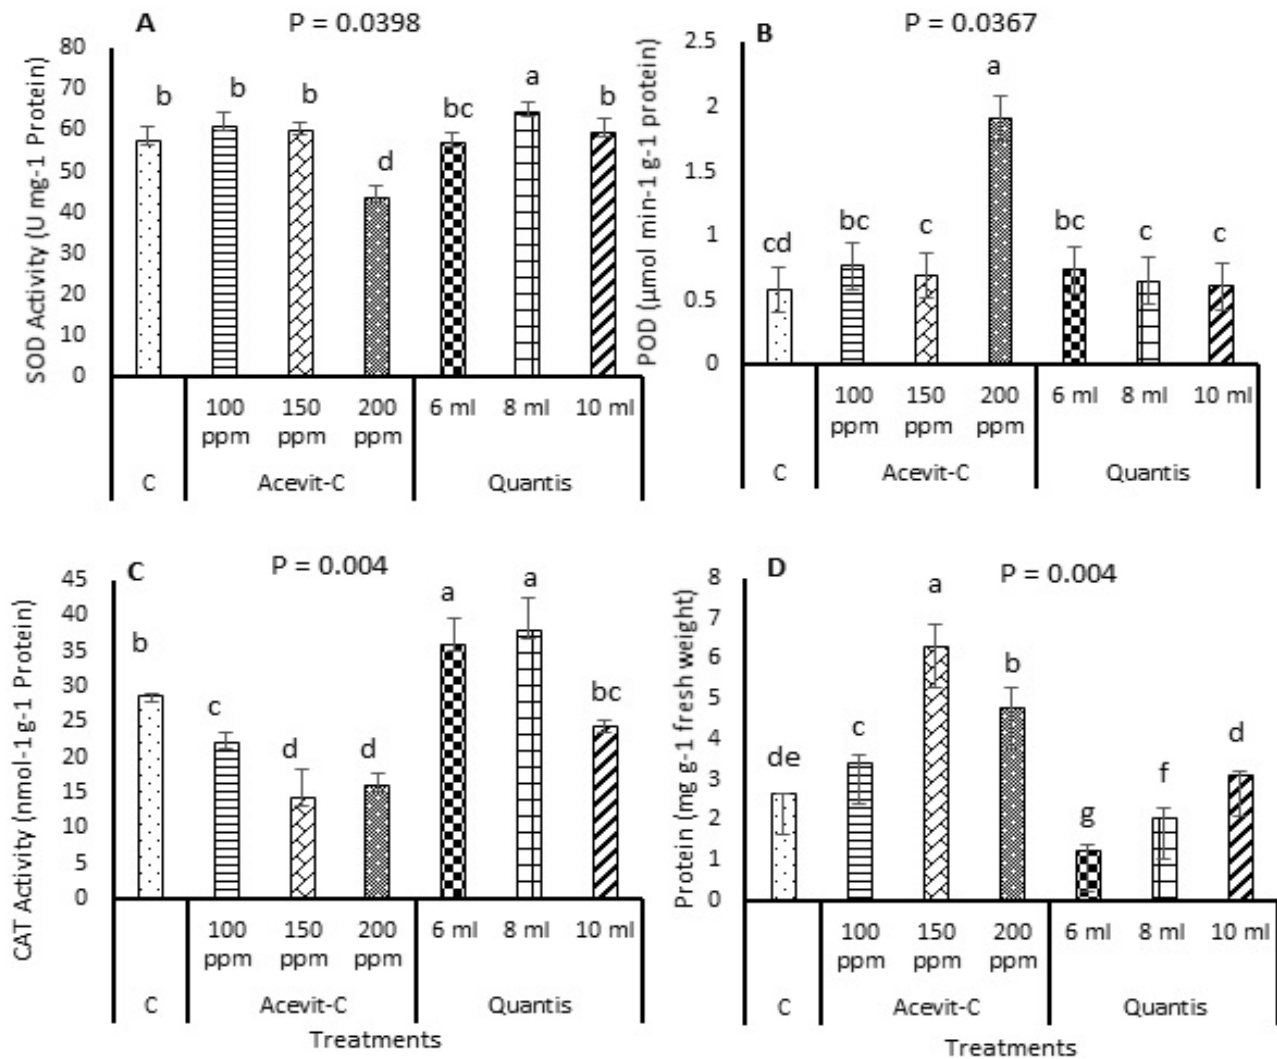 A
P = 0.0398
SOD Activity (U mg-1 Protein)
80
70
60
50
40
30
20
10
0
b
b
b
d
bc
a
b
100 ppm
150 ppm
200 ppm
6 ml
8 ml
10 ml
C
Acevit-C
Quantis
B
P = 0.0367
POD (µmol min-1 g-1 protein)
2.5
2
1.5
1
0.5
0
cd
bc
c
a
bc
c
c
100 ppm
150 ppm
200 ppm
6 ml
8 ml
10 ml
C
Acevit-C
Quantis
C
P = 0.004
CAT Activity (nmol-1 g-1 Protein)
45
40
35
30
25
20
15
10
5
0
b
c
d
d
a
a
bc
100 ppm
150 ppm
200 ppm
6 ml
8 ml
10 ml
C
Acevit-C
Quantis
Treatments
D
P = 0.004
Protein (mg g-1 fresh weight)
8
7
6
5
4
3
2
1
0
de
c
a
b
g
f
d
100 ppm
150 ppm
200 ppm
6 ml
8 ml
10 ml
C
Acevit-C
Quantis
Treatments